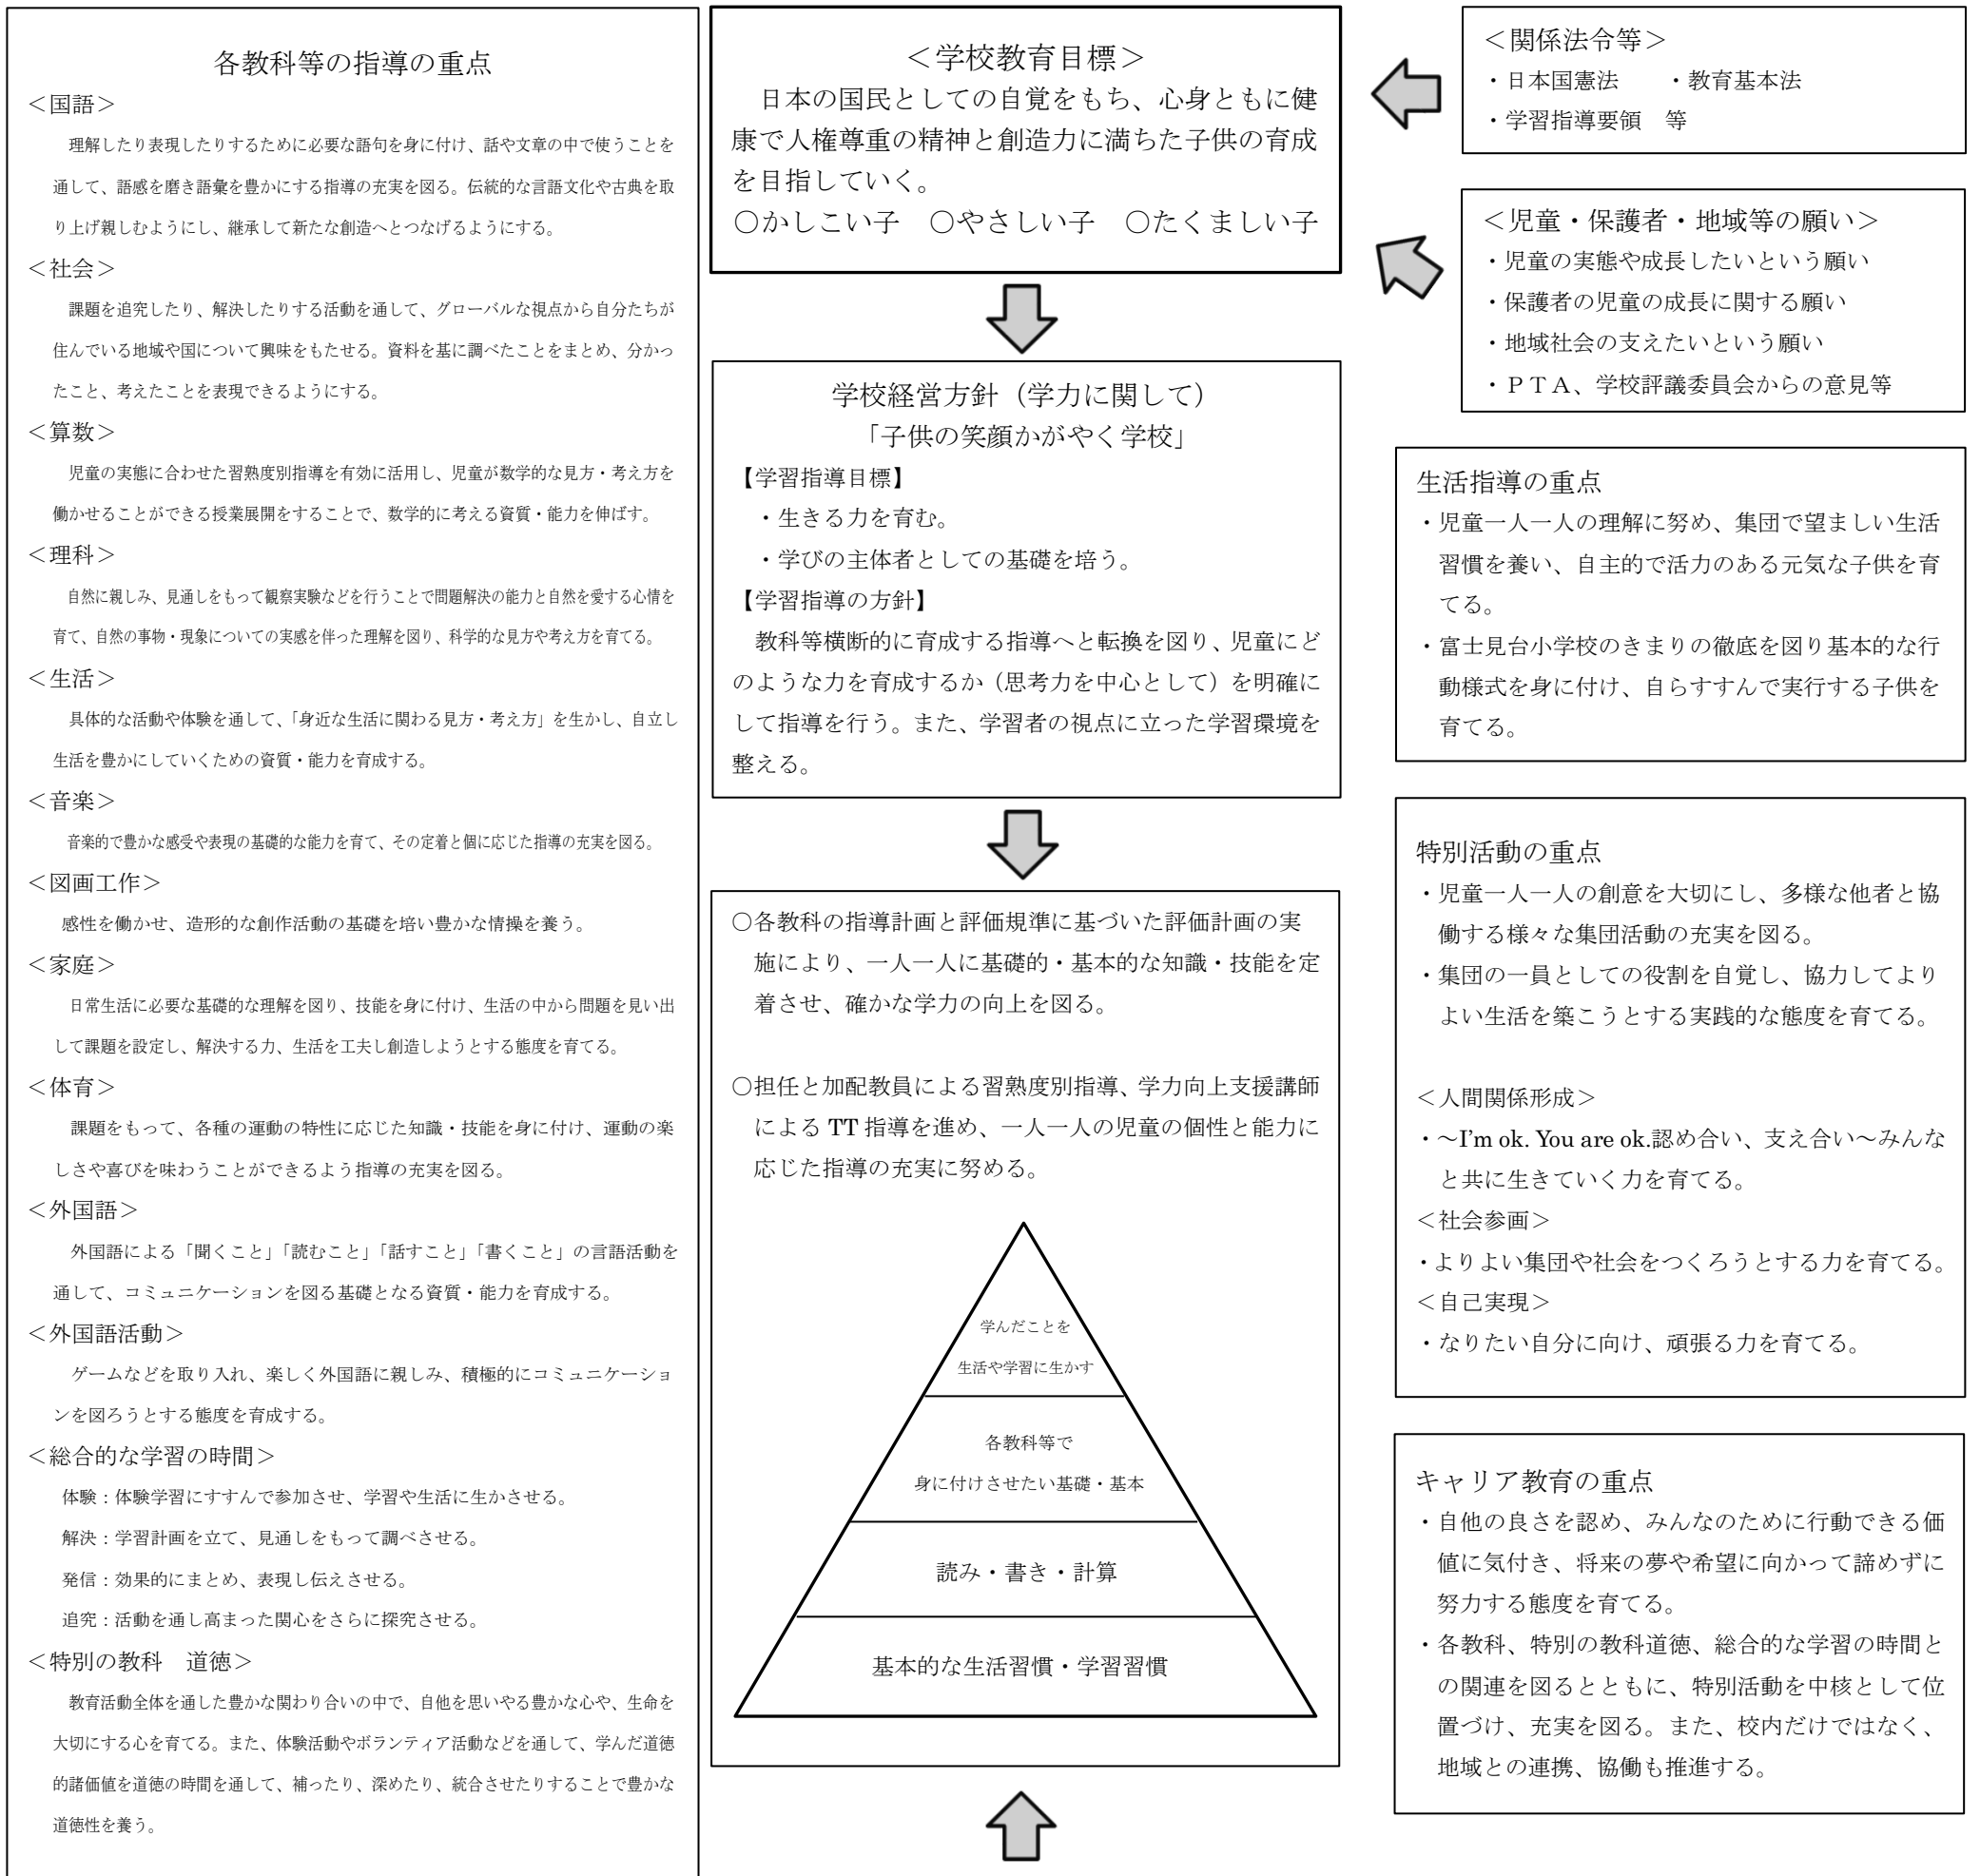 各教科等の指導の重点
＜国語＞
理解したり表現したりするために必要な語句を身に付け、話や文章の中で使うことを
通して、語感を磨き語彙を豊かにする指導の充実を図る。伝統的な言語文化や古典を取
り上げ親しむようにし、継承して新たな創造へとつなげるようにする。
＜社会＞
課題を追究したり、解決したりする活動を通して、グローバルな視点から自分たちが
住んでいる地域や国について興味をもたせる。資料を基に調べたことをまとめ、分かっ
たこと、考えたことを表現できるようにする。
＜算数＞
児童の実態に合わせた習熟度別指導を有効に活用し、児童が数学的な見方・考え方を
働かせることができる授業展開をすることで、数学的に考える資質・能力を伸ばす。
＜理科＞
自然に親しみ、見通しをもって観察実験などを行うことで問題解決の能力と自然を愛する心情を
育て、自然の事物・現象についての実感を伴った理解を図り、科学的な見方や考え方を育てる。
＜生活＞
具体的な活動や体験を通して、「身近な生活に関わる見方・考え方」を生かし、自立し
生活を豊かにしていくための資質・能力を育成する。
＜音楽＞
音楽的で豊かな感受や表現の基礎的な能力を育て、その定着と個に応じた指導の充実を図る。
＜図画工作＞
感性を働かせ、造形的な創作活動の基礎を培い豊かな情操を養う。
＜家庭＞
日常生活に必要な基礎的な理解を図り、技能を身に付け、生活の中から問題を見い出
して課題を設定し、解決する力、生活を工夫し創造しようとする態度を育てる。
＜体育＞
課題をもって、各種の運動の特性に応じた知識・技能を身に付け、運動の楽
しさや喜びを味わうことができるよう指導の充実を図る。
＜外国語＞
外国語による「聞くこと」「読むこと」「話すこと」「書くこと」の言語活動を
通して、コミュニケーションを図る基礎となる資質・能力を育成する。
＜外国語活動＞
ゲームなどを取り入れ、楽しく外国語に親しみ、積極的にコミュニケーショ
ンを図ろうとする態度を育成する。
＜総合的な学習の時間＞
体験：体験学習にすすんで参加させ、学習や生活に生かさせる。
解決：学習計画を立て、見通しをもって調べさせる。
発信：効果的にまとめ、表現し伝えさせる。
追究：活動を通し高まった関心をさらに探究させる。
＜特別の教科　道徳＞
教育活動全体を通した豊かな関わり合いの中で、自他を思いやる豊かな心や、生命を
大切にする心を育てる。また、体験活動やボランティア活動などを通して、学んだ道徳
的諸価値を道徳の時間を通して、補ったり、深めたり、統合させたりすることで豊かな
道徳性を養う。
＜学校教育目標＞
日本の国民としての自覚をもち、心身ともに健
康で人権尊重の精神と創造力に満ちた子供の育成
を目指していく。
○かしこい子　○やさしい子　○たくましい子
学校経営方針（学力に関して）
「子供の笑顔かがやく学校」
【学習指導目標】
・生きる力を育む。
・学びの主体者としての基礎を培う。
【学習指導の方針】
教科等横断的に育成する指導へと転換を図り、児童にど
のような力を育成するか（思考力を中心として）を明確に
して指導を行う。また、学習者の視点に立った学習環境を
整える。
○各教科の指導計画と評価規準に基づいた評価計画の実
施により、一人一人に基礎的・基本的な知識・技能を定
着させ、確かな学力の向上を図る。
○担任と加配教員による習熟度別指導、学力向上支援講師
による TT 指導を進め、一人一人の児童の個性と能力に
応じた指導の充実に努める。
学んだことを
生活や学習に生かす
各教科等で
身に付けさせたい基礎・基本
読み・書き・計算
基本的な生活習慣・学習習慣
＜関係法令等＞
・日本国憲法　　・教育基本法
・学習指導要領　等
＜児童・保護者・地域等の願い＞
・児童の実態や成長したいという願い
・保護者の児童の成長に関する願い
・地域社会の支えたいという願い
・ＰＴＡ、学校評議委員会からの意見等
生活指導の重点
・児童一人一人の理解に努め、集団で望ましい生活
習慣を養い、自主的で活力のある元気な子供を育
てる。
・富士見台小学校のきまりの徹底を図り基本的な行
動様式を身に付け、自らすすんで実行する子供を
育てる。
特別活動の重点
・児童一人一人の創意を大切にし、多様な他者と協
働する様々な集団活動の充実を図る。
・集団の一員としての役割を自覚し、協力してより
よい生活を築こうとする実践的な態度を育てる。
＜人間関係形成＞
・～I'm ok. You are ok.認め合い、支え合い～みんな
と共に生きていく力を育てる。
＜社会参画＞
・よりよい集団や社会をつくろうとする力を育てる。
＜自己実現＞
・なりたい自分に向け、頑張る力を育てる。
キャリア教育の重点
・自他の良さを認め、みんなのために行動できる価
値に気付き、将来の夢や希望に向かって諦めずに
努力する態度を育てる。
・各教科、特別の教科道徳、総合的な学習の時間と
の関連を図るとともに、特別活動を中核として位
置づけ、充実を図る。また、校内だけではなく、
地域との連携、協働も推進する。